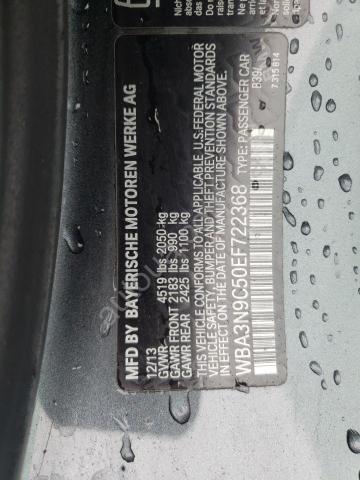 MFD BY BAYERISCHE MOTOREN WERKE AG
12/13
GVWR 4519 lbs 2050 kg
GAWR FRONT 2183 lbs 990 kg
GAWR REAR 2425 lbs 1100 kg
THIS VEHICLE CONFORMS TO ALL APPLICABLE U.S.FEDERAL MOTOR
VEHICLE SAFETY, BUMPER AND THEFT PREVENTION STANDARDS
IN EFFECT ON THE DATE OF MANUFACTURE SHOWN ABOVE.
WBA3N9C50EF722368 TYPE: PASSENGER CAR
B39L
7 315 814